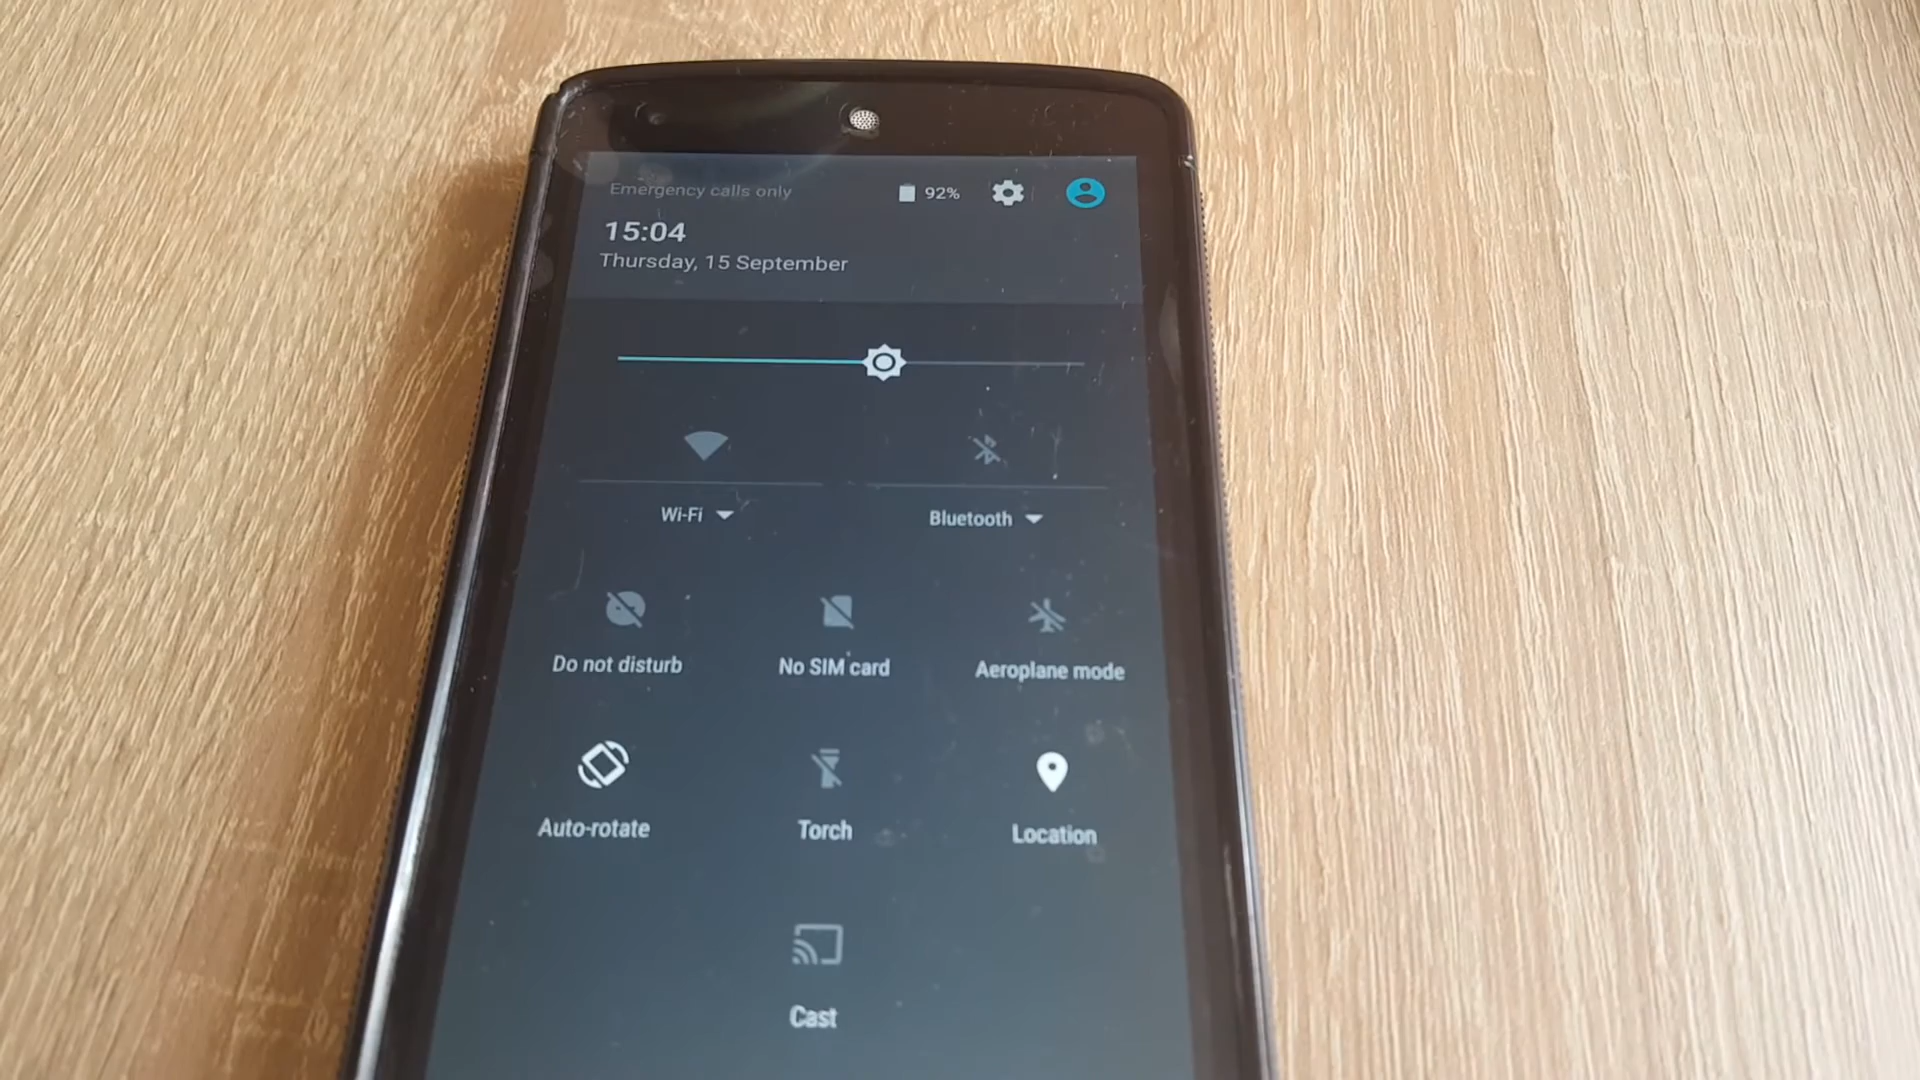 Emergency calls only
92%
15:04
Thursday, 15 September
Wi-Fi
Bluetooth
Do not disturb
No SIM card
Aeroplane mode
Auto-rotate
Torch
Location
Cast